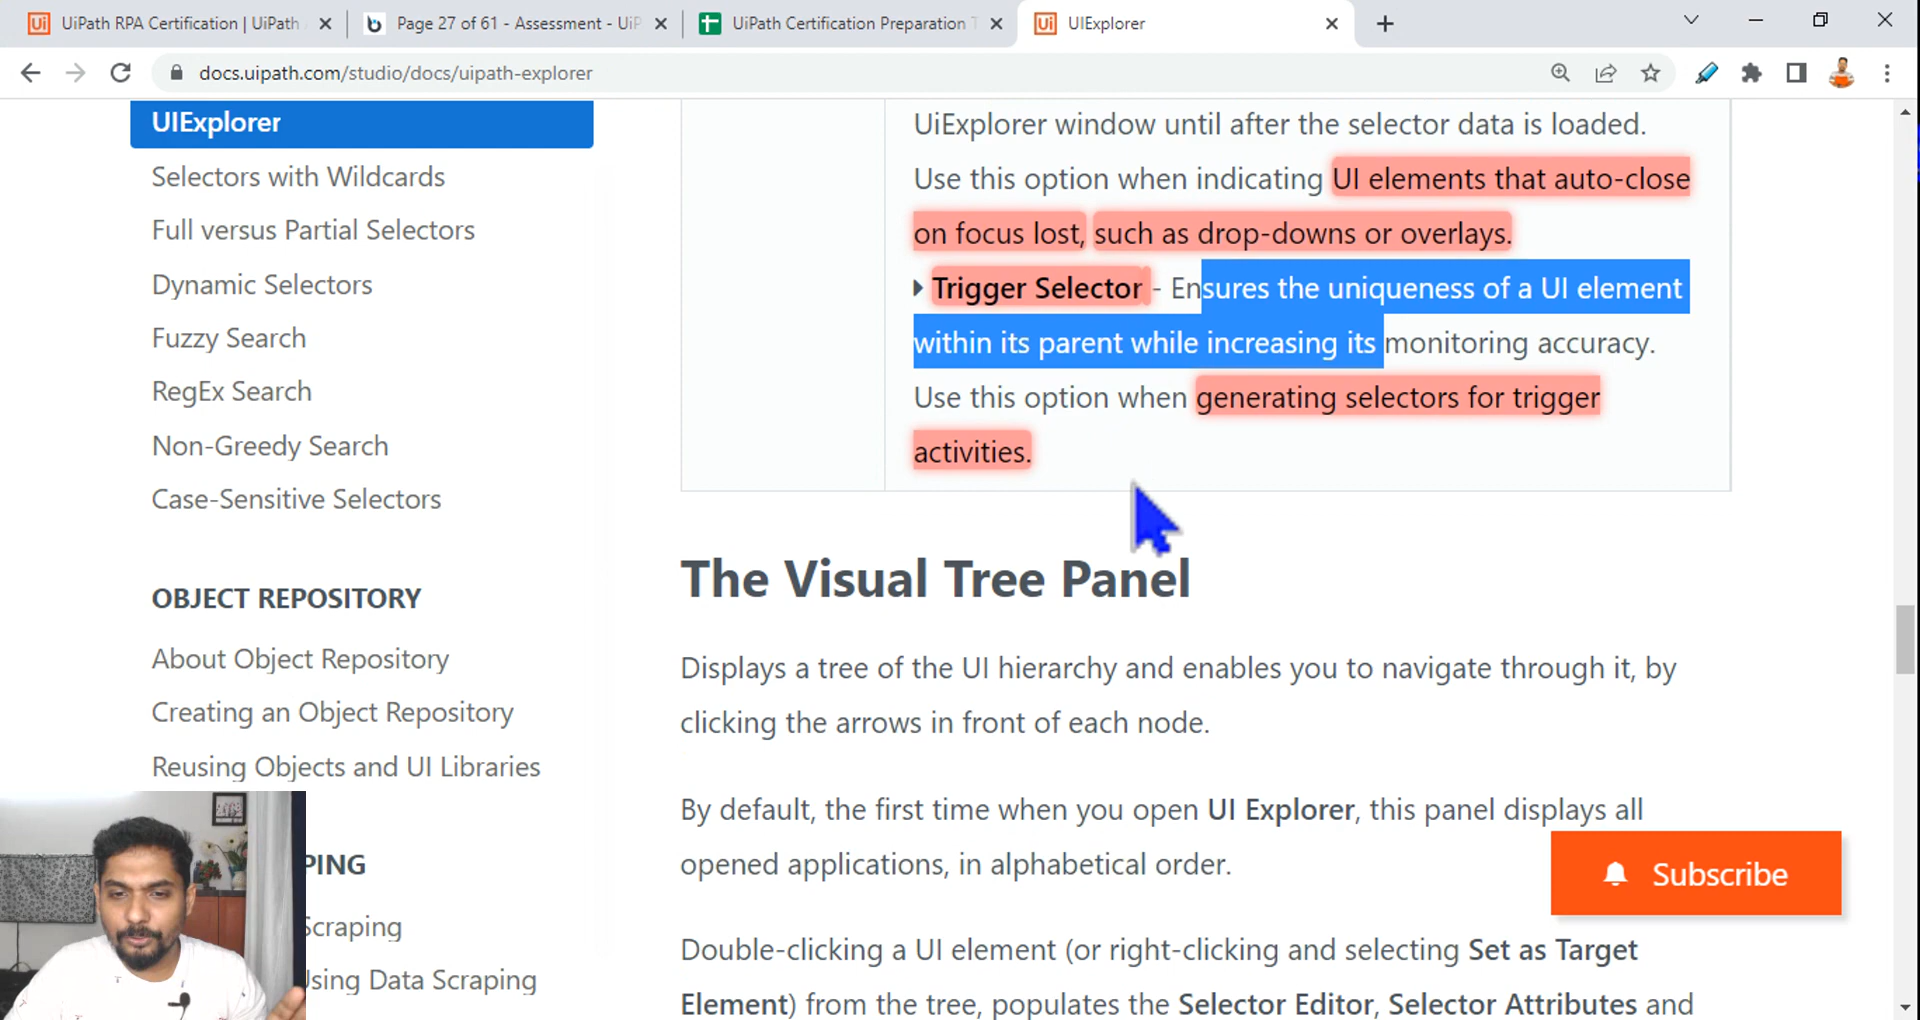 UiPath RPA Certification | UiPath
Page 27 of 61 - Assessment - UiP
UiPath Certification Preparation T
UIExplorer
docs.uipath.com/studio/docs/uipath-explorer
UIExplorer
Selectors with Wildcards
Full versus Partial Selectors
Dynamic Selectors
Fuzzy Search
RegEx Search
Non-Greedy Search
Case-Sensitive Selectors
OBJECT REPOSITORY
About Object Repository
Creating an Object Repository
Reusing Objects and UI Libraries
PING
Scraping
Using Data Scraping
UiExplorer window until after the selector data is loaded.
Use this option when indicating UI elements that auto-close
on focus lost, such as drop-downs or overlays.
Trigger Selector - Ensures the uniqueness of a UI element
within its parent while increasing its monitoring accuracy.
Use this option when generating selectors for trigger
activities.
The Visual Tree Panel
Displays a tree of the UI hierarchy and enables you to navigate through it, by
clicking the arrows in front of each node.
By default, the first time when you open UI Explorer, this panel displays all
opened applications, in alphabetical order.
Subscribe
Double-clicking a UI element (or right-clicking and selecting Set as Target
Element) from the tree, populates the Selector Editor, Selector Attributes and